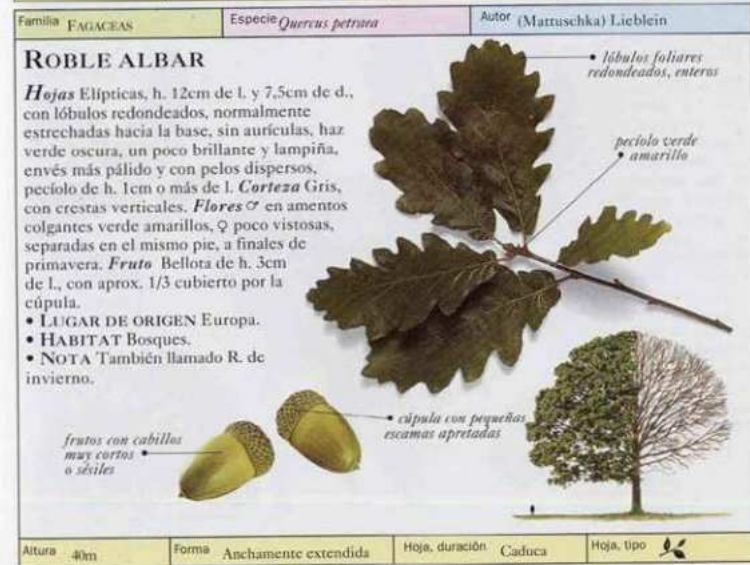 Familia FAGACEAS
Especie Quercus petraea
Autor (Mattuschka) Lieblein
ROBLE ALBAR
Hojas Elípticas, h. 12cm de l. y 7,5cm de d.,
con lóbulos redondeados, normalmente
estrechadas hacia la base, sin aurículas, haz
verde oscura, un poco brillante y lampiña,
envés más pálido y con pelos dispersos,
pecíolo de h. 1cm o más de l. Corteza Gris,
con crestas verticales. Flores ♂ en amentos
colgantes verde amarillos, ♀ poco vistosas,
separadas en el mismo pie, a finales de
primavera. Fruto Bellota de h. 3cm
de l., con aprox. 1/3 cubierto por la
cúpula.
• LUGAR DE ORIGEN Europa.
• HABITAT Bosques.
• NOTA También llamado R. de
invierno.
• lóbulos foliares
redondeados, enteros
pecíolo verde
• amarillo
• cúpula con pequeñas
escamas apretadas
frutos con cabillos
muy cortos •
o sésiles
Altura 40m
Forma Anchamente extendida
Hoja, duración Caduca
Hoja, tipo